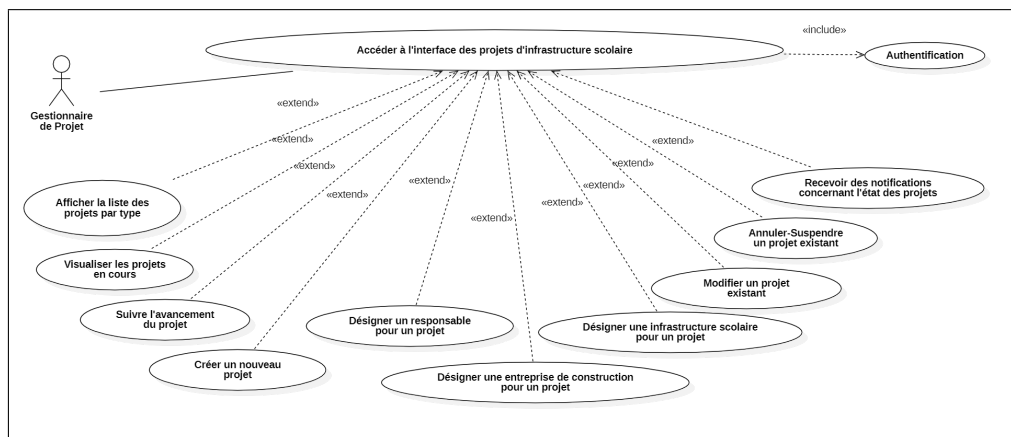 «include»
Accéder à l'interface des projets d'infrastructure scolaire
Authentification
Gestionnaire
de Projet
«extend»
«extend»
«extend»
«extend»
«extend»
«extend»
«extend»
«extend»
«extend»
Recevoir des notifications
concernant l'état des projets
Afficher la liste des
projets par type
Annuler-Suspendre
un projet existant
Visualiser les projets
en cours
Modifier un projet
existant
Suivre l'avancement
du projet
Désigner un responsable
pour un projet
Désigner une infrastructure scolaire
pour un projet
Créer un nouveau
projet
Désigner une entreprise de construction
pour un projet